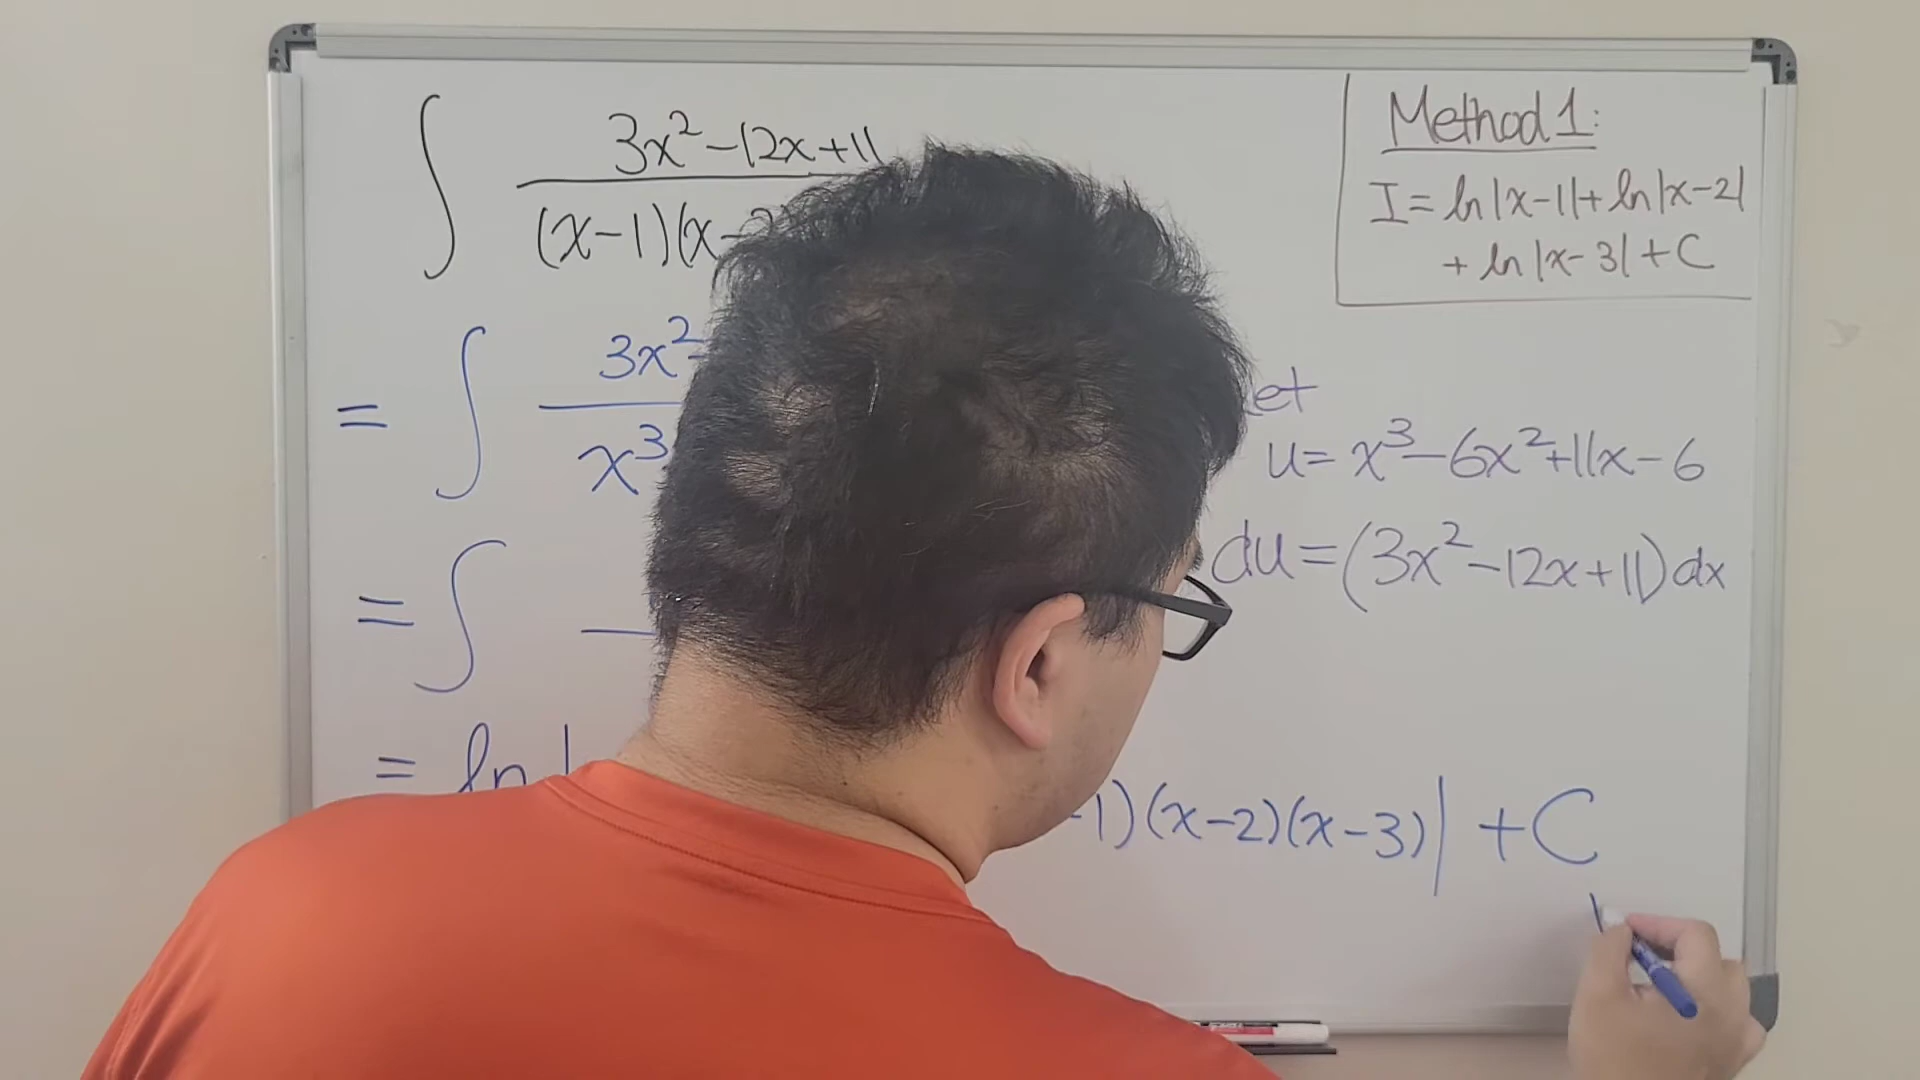 ∫ 3x²-12x+11
(x-1)(x-2)
Method 1:
I = ln|x-1| + ln|x-2|
+ ln|x-3| + C
= ∫ 3x²
x³
u = x³-6x²+11x-6
= ∫
du = (3x²-12x+11)dx
= ln|
-1)(x-2)(x-3)| + C